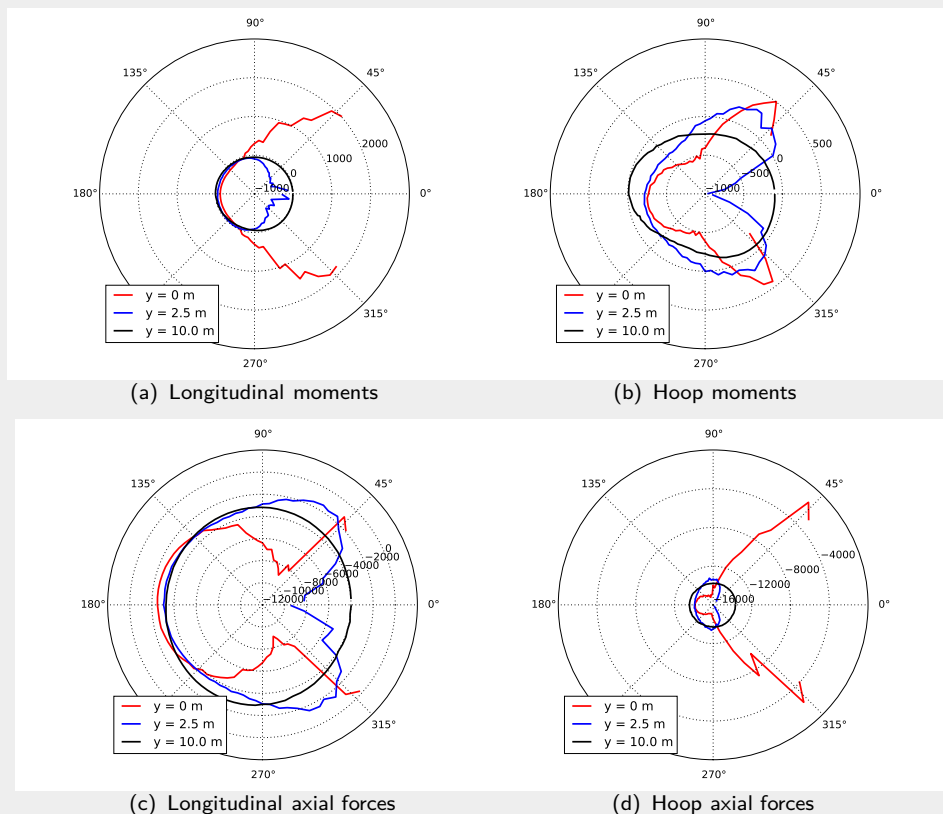 90°
90°
135°
45°
135°
45°
2000
1000
0
−1000
500
0
−500
−1000
180°
0°
180°
0°
y = 0 m
y = 2.5 m
y = 10.0 m
y = 0 m
y = 2.5 m
y = 10.0 m
315°
315°
270°
270°
(a) Longitudinal moments
(b) Hoop moments
90°
90°
135°
45°
135°
45°
0
−2000
−4000
−6000
−8000
−10000
−12000
−4000
−8000
−12000
−16000
180°
0°
180°
0°
y = 0 m
y = 2.5 m
y = 10.0 m
y = 0 m
y = 2.5 m
y = 10.0 m
315°
315°
270°
270°
(c) Longitudinal axial forces
(d) Hoop axial forces